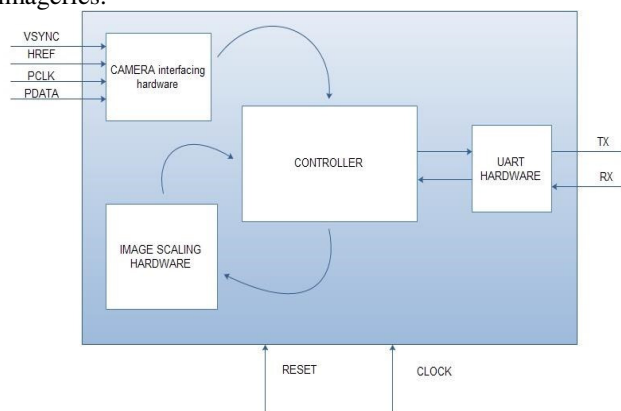 imageries.
VSYNC
HREF
PCLK
PDATA
CAMERA interfacing
hardware
CONTROLLER
UART
HARDWARE
TX
RX
IMAGE SCALING
HARDWARE
RESET
CLOCK